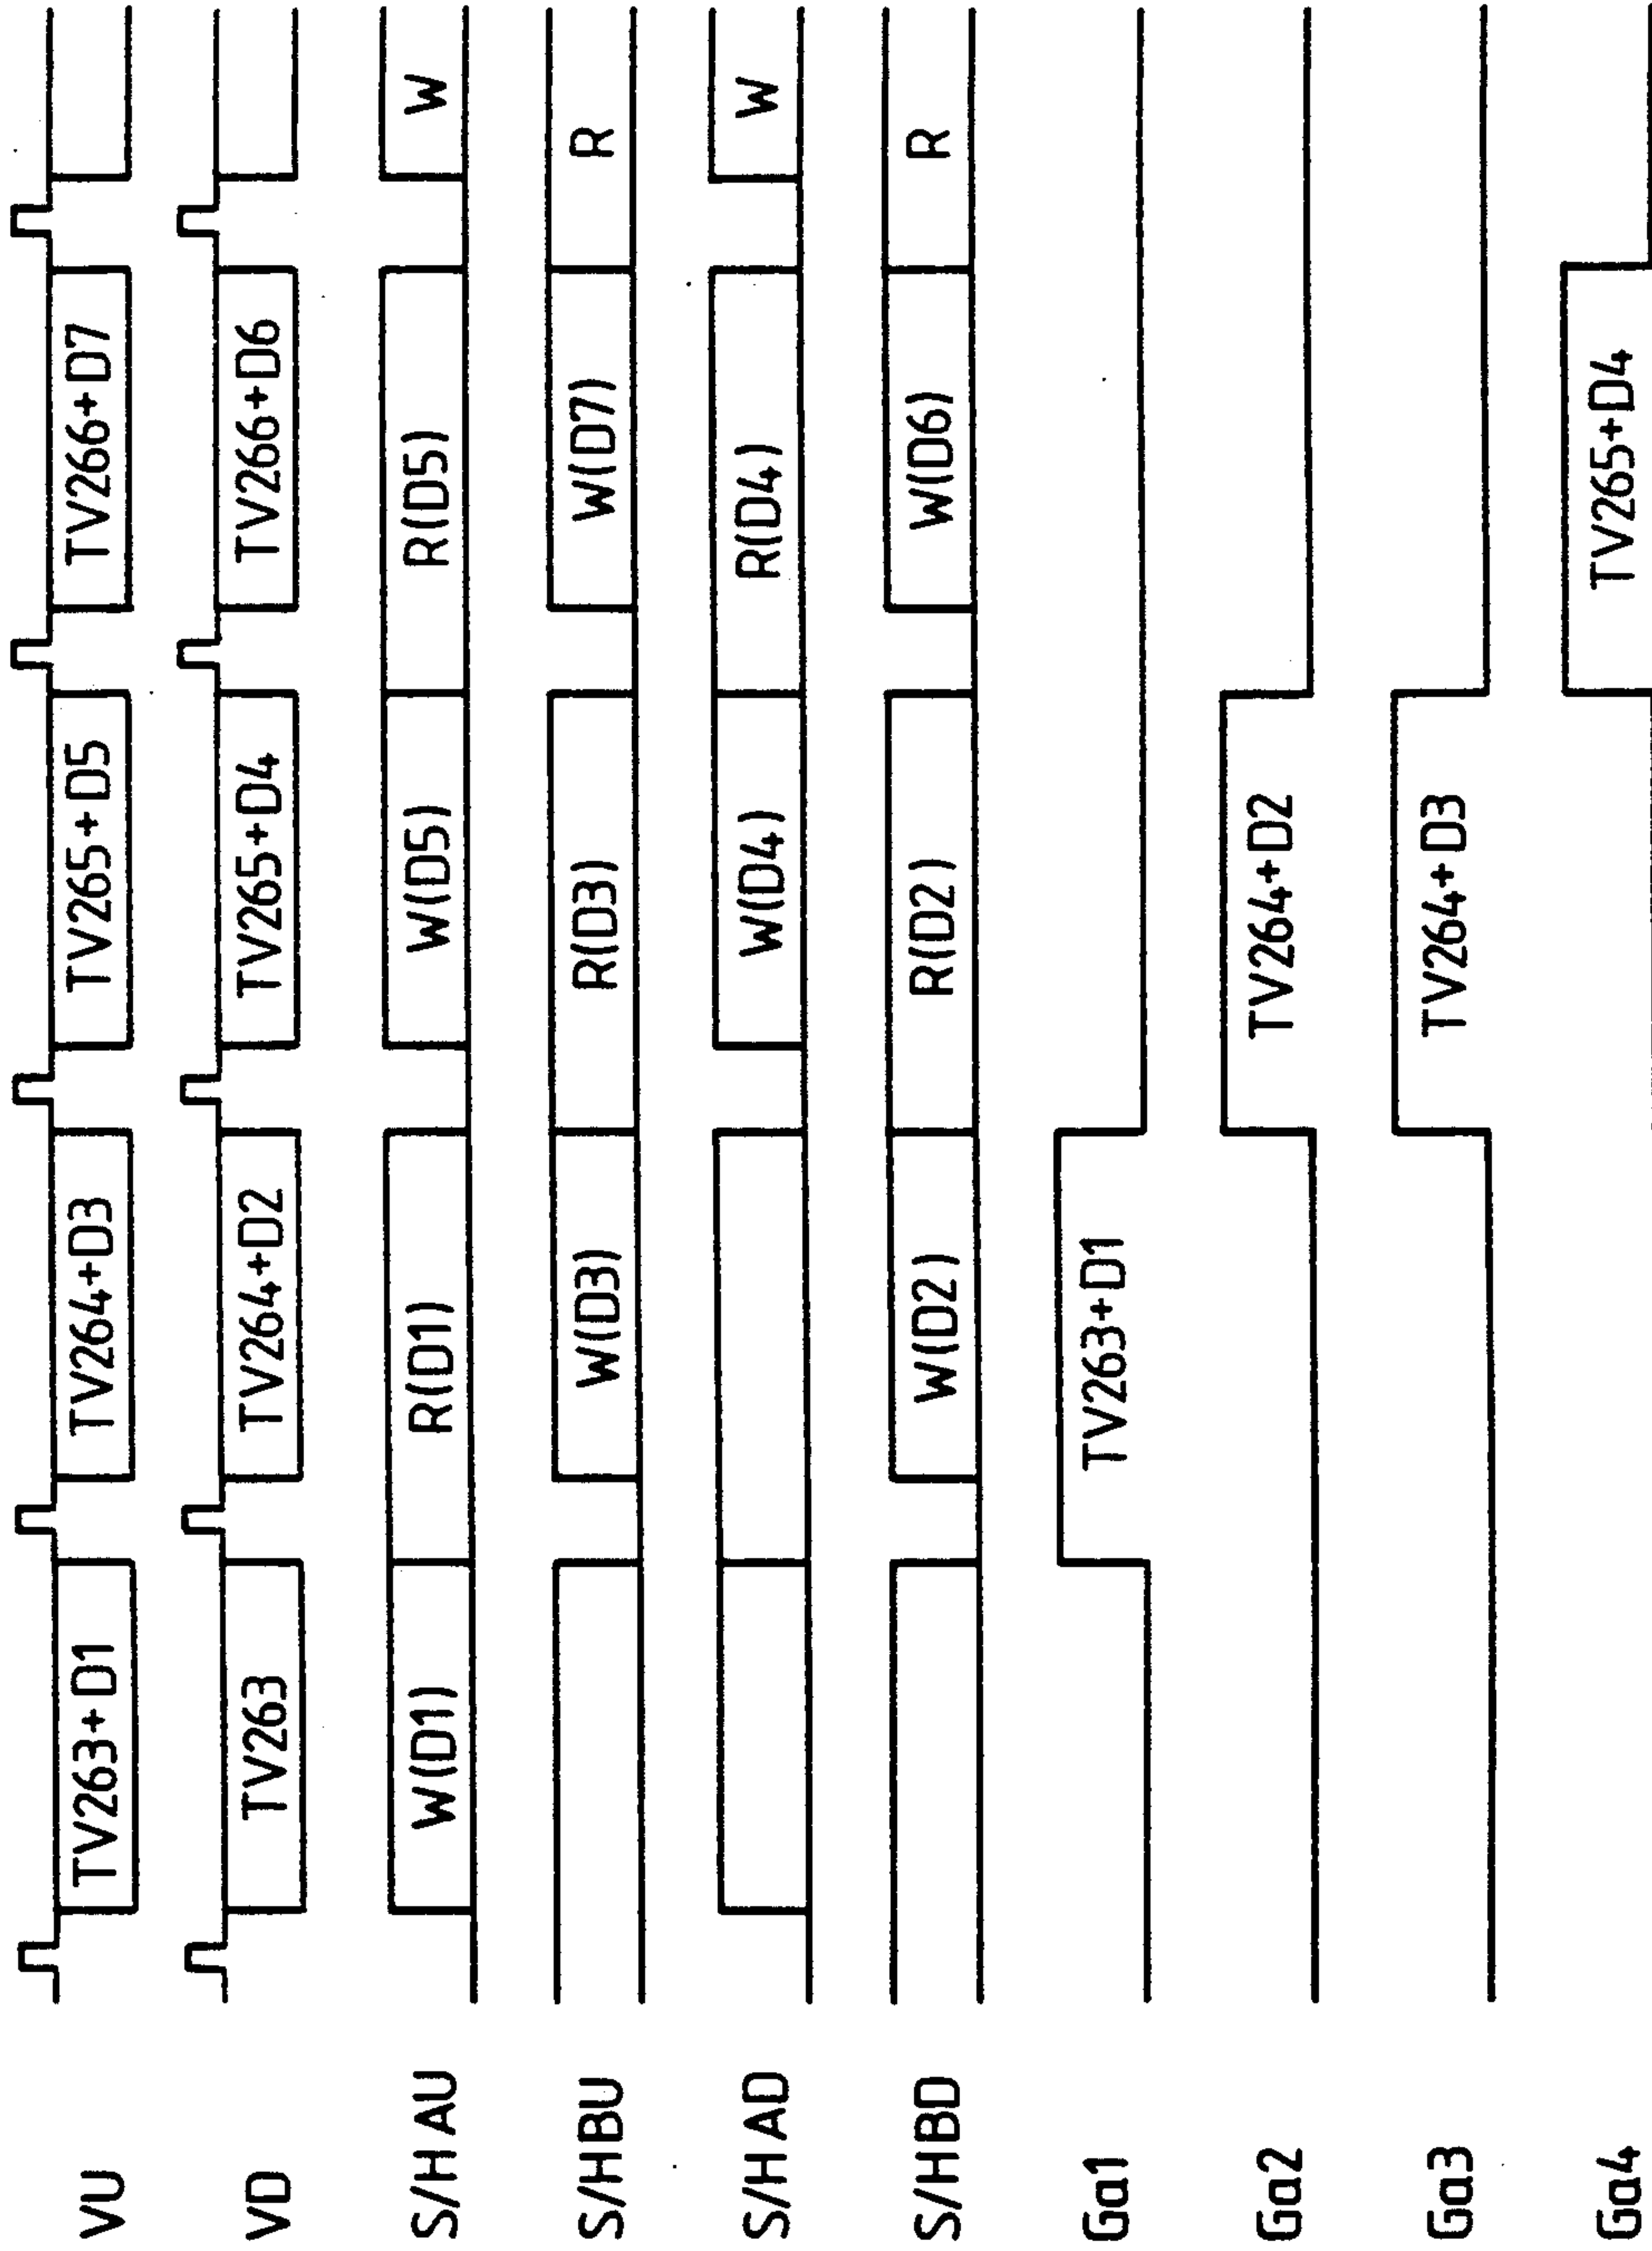 VU TV263+D1 TV264+D3 TV265+D5 TV266+D7
VD TV263 TV264+D2 TV265+D4 TV266+D6
S/HAU W(D1) R(D1) W(D5) R(D5) W
S/HBU W(D3) R(D3) W(D7) R
S/HAD W(D4) R(D4) W
S/HBD W(D2) R(D2) W(D6) R
Ga1 TV263+D1
Ga2 TV264+D2
Ga3 TV264+D3
Ga4 TV265+D4